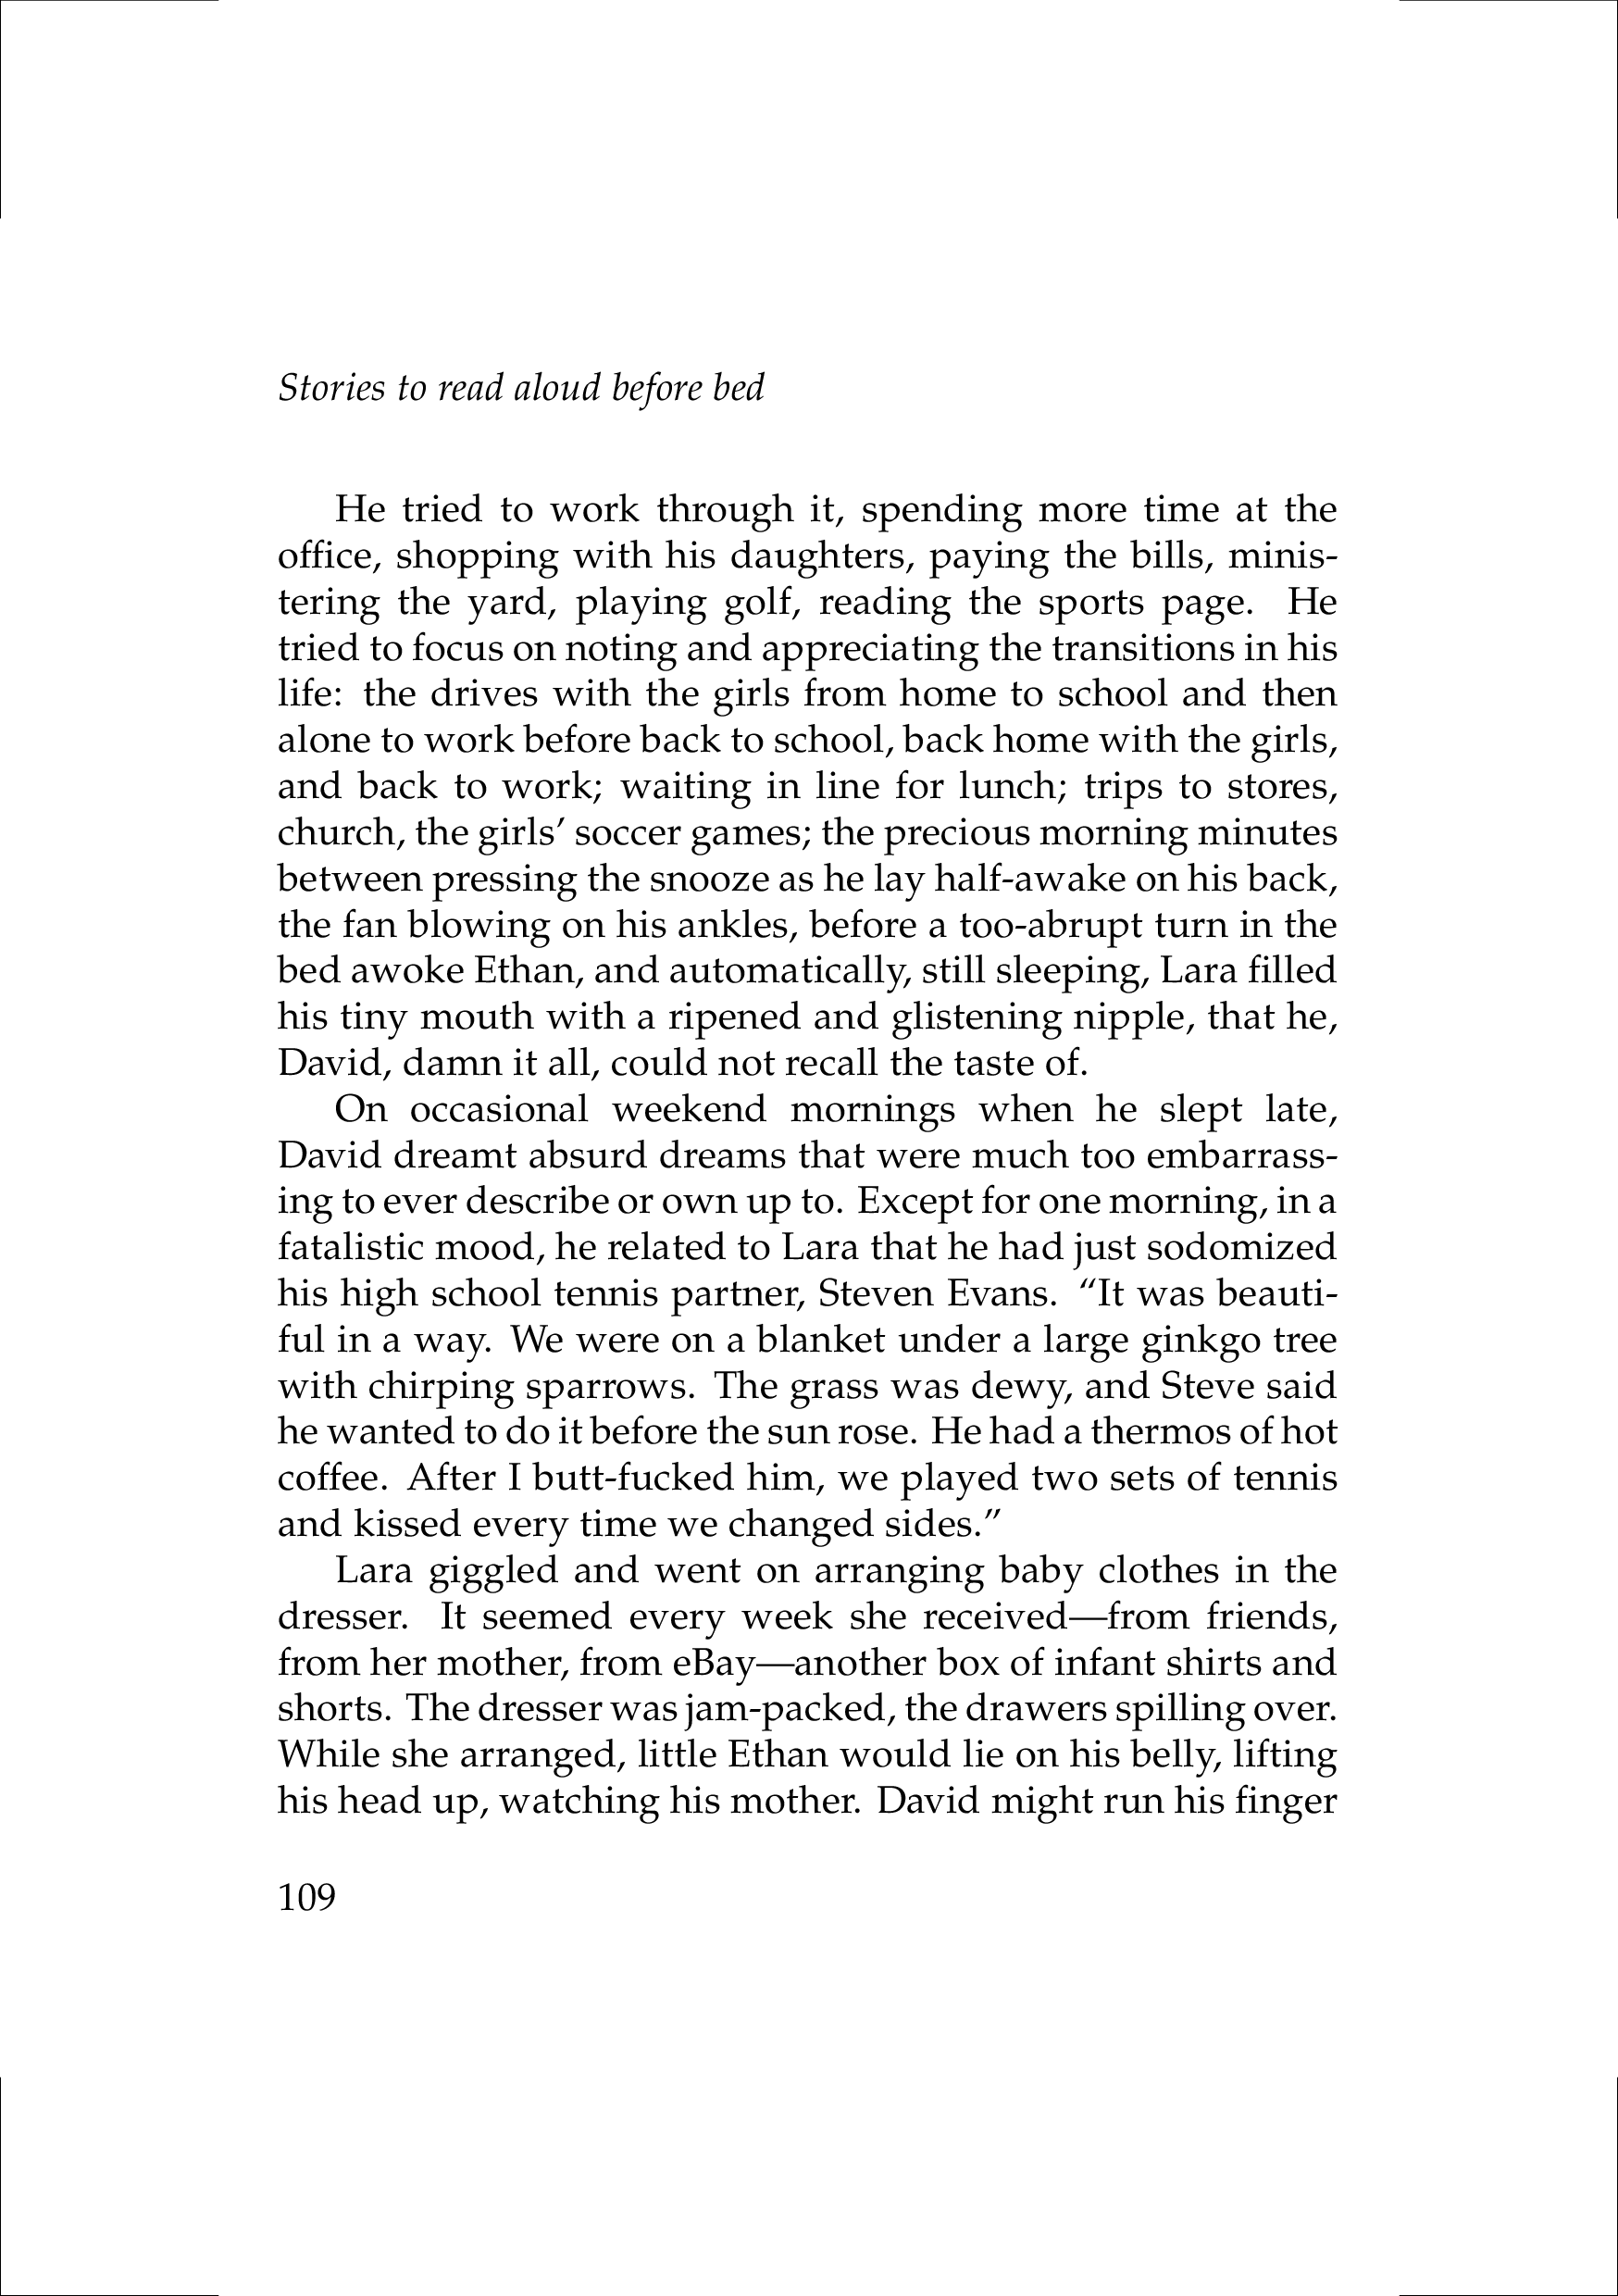 Stories to read aloud before bed
He tried to work through it, spending more time at the
office, shopping with his daughters, paying the bills, minis-
tering the yard, playing golf, reading the sports page. He
tried to focus on noting and appreciating the transitions in his
life: the drives with the girls from home to school and then
alone to work before back to school, back home with the girls,
and back to work; waiting in line for lunch; trips to stores,
church, the girls’ soccer games; the precious morning minutes
between pressing the snooze as he lay half-awake on his back,
the fan blowing on his ankles, before a too-abrupt turn in the
bed awoke Ethan, and automatically, still sleeping, Lara filled
his tiny mouth with a ripened and glistening nipple, that he,
David, damn it all, could not recall the taste of.
On occasional weekend mornings when he slept late,
David dreamt absurd dreams that were much too embarrass-
ing to ever describe or own up to. Except for one morning, in a
fatalistic mood, he related to Lara that he had just sodomized
his high school tennis partner, Steven Evans. “It was beauti-
ful in a way. We were on a blanket under a large ginkgo tree
with chirping sparrows. The grass was dewy, and Steve said
he wanted to do it before the sun rose. He had a thermos of hot
coffee. After I butt-fucked him, we played two sets of tennis
and kissed every time we changed sides.”
Lara giggled and went on arranging baby clothes in the
dresser. It seemed every week she received—from friends,
from her mother, from eBay—another box of infant shirts and
shorts. The dresser was jam-packed, the drawers spilling over.
While she arranged, little Ethan would lie on his belly, lifting
his head up, watching his mother. David might run his finger
109